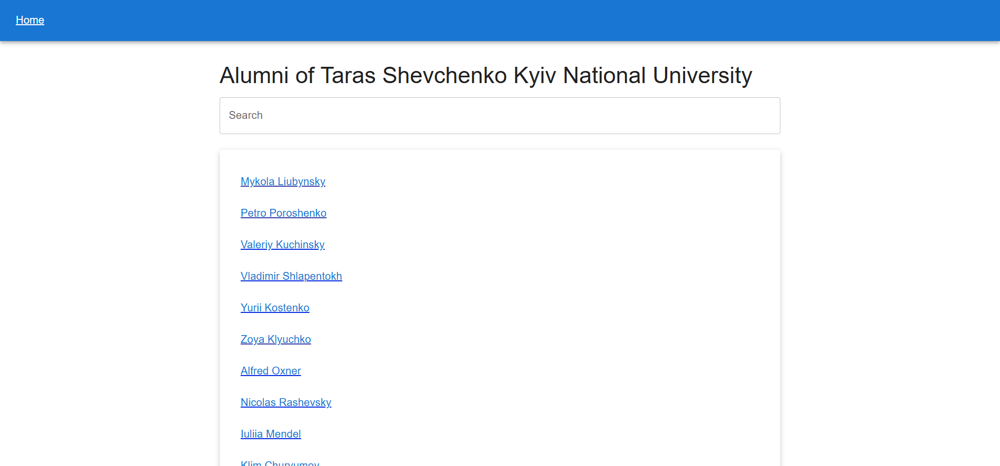 Home
Alumni of Taras Shevchenko Kyiv National University
Search
Mykola Liubynsky
Petro Poroshenko
Valeriy Kuchinsky
Vladimir Shlapentokh
Yurii Kostenko
Zoya Klyuchko
Alfred Oxner
Nicolas Rashevsky
Iuliia Mendel
Klim Churyumov